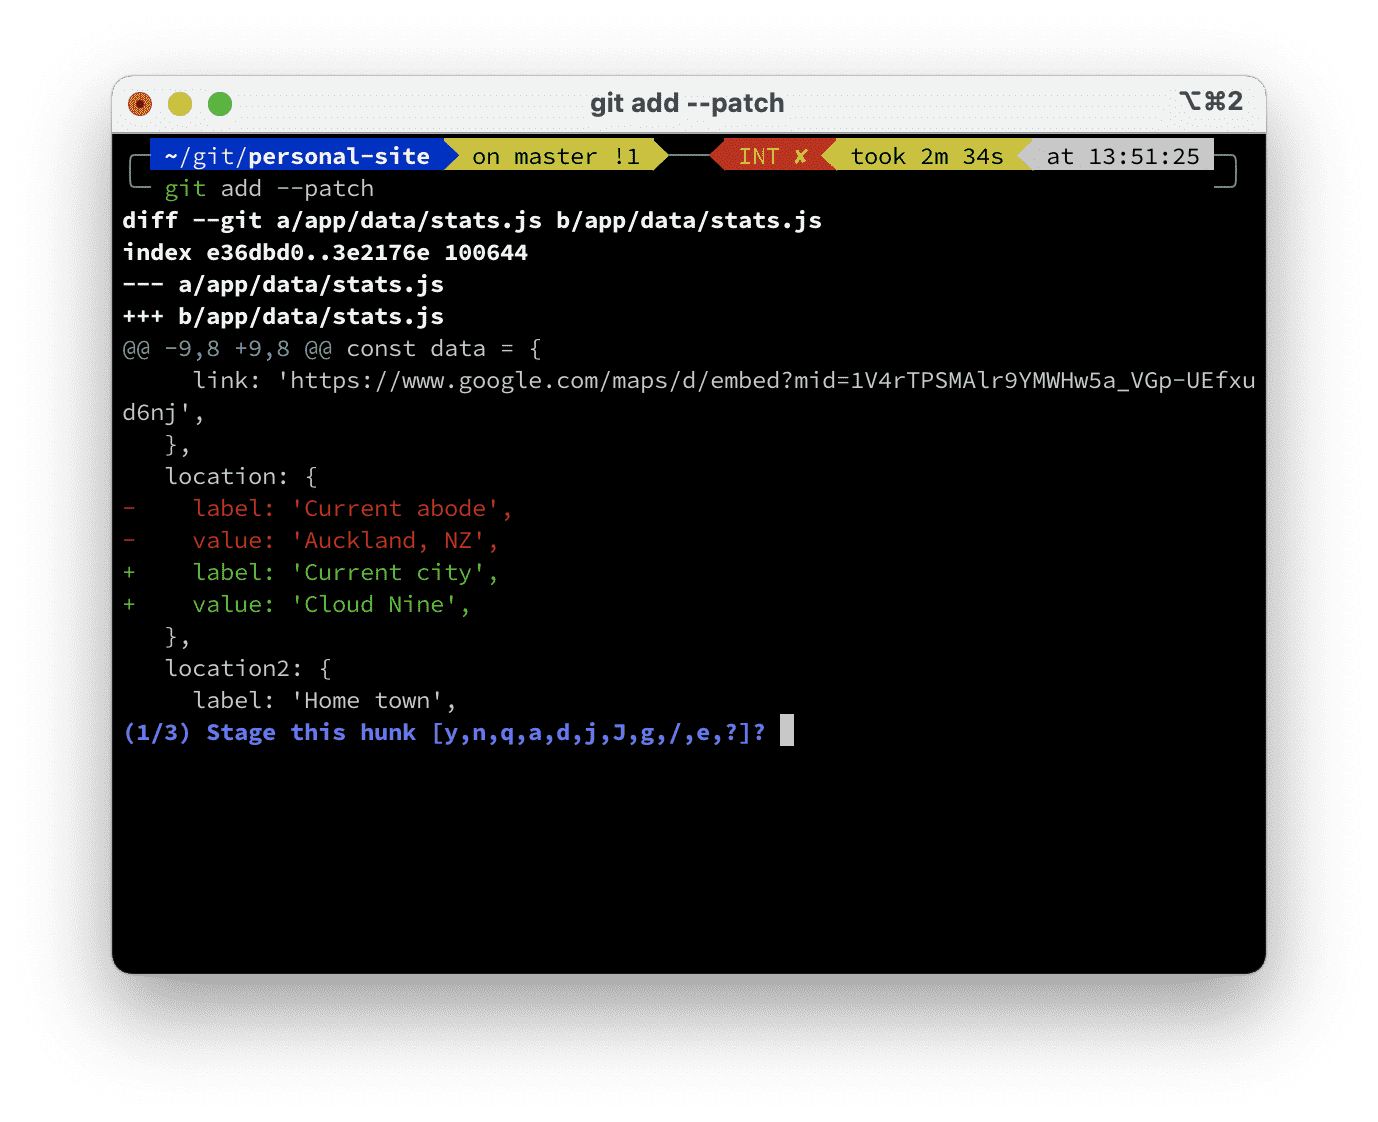 git add --patch ⌥⌘2
~/git/personal-site on master !1 INT ✘ took 2m 34s at 13:51:25
git add --patch
diff --git a/app/data/stats.js b/app/data/stats.js
index e36dbd0..3e2176e 100644
--- a/app/data/stats.js
+++ b/app/data/stats.js
@@ -9,8 +9,8 @@ const data = {
     link: 'https://www.google.com/maps/d/embed?mid=1V4rTPSMAlr9YMWHw5a_VGp-UEfxu
d6nj',
   },
   location: {
-    label: 'Current abode',
-    value: 'Auckland, NZ',
+    label: 'Current city',
+    value: 'Cloud Nine',
   },
   location2: {
     label: 'Home town',
(1/3) Stage this hunk [y,n,q,a,d,j,J,g,/,e,?]?